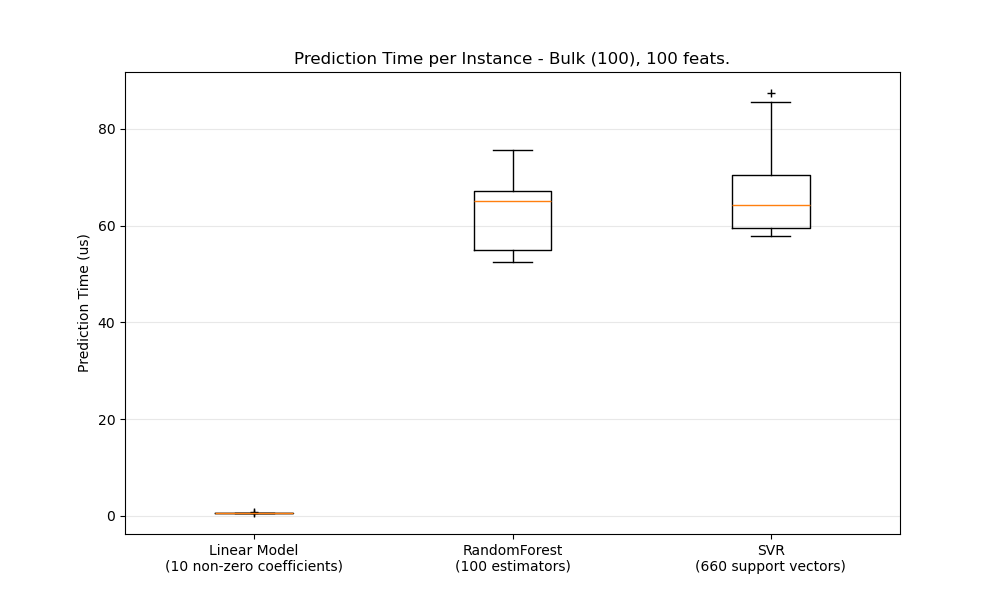 Prediction Time per Instance - Bulk (100), 100 feats.
Prediction Time (us)
80
60
40
20
0
Linear Model
(10 non-zero coefficients)
RandomForest
(100 estimators)
SVR
(660 support vectors)